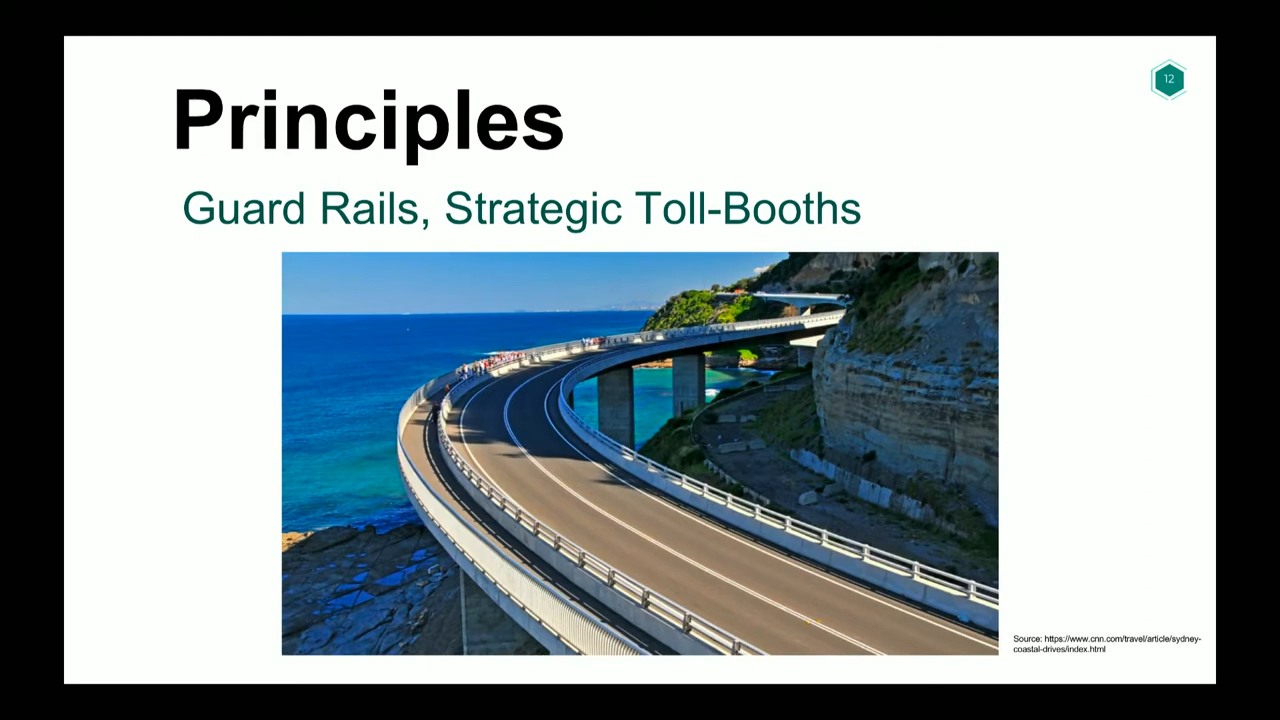 12
Principles
Guard Rails, Strategic Toll-Booths
Source: https://www.cnn.com/travel/article/sydney-
coastal-drives/index.html